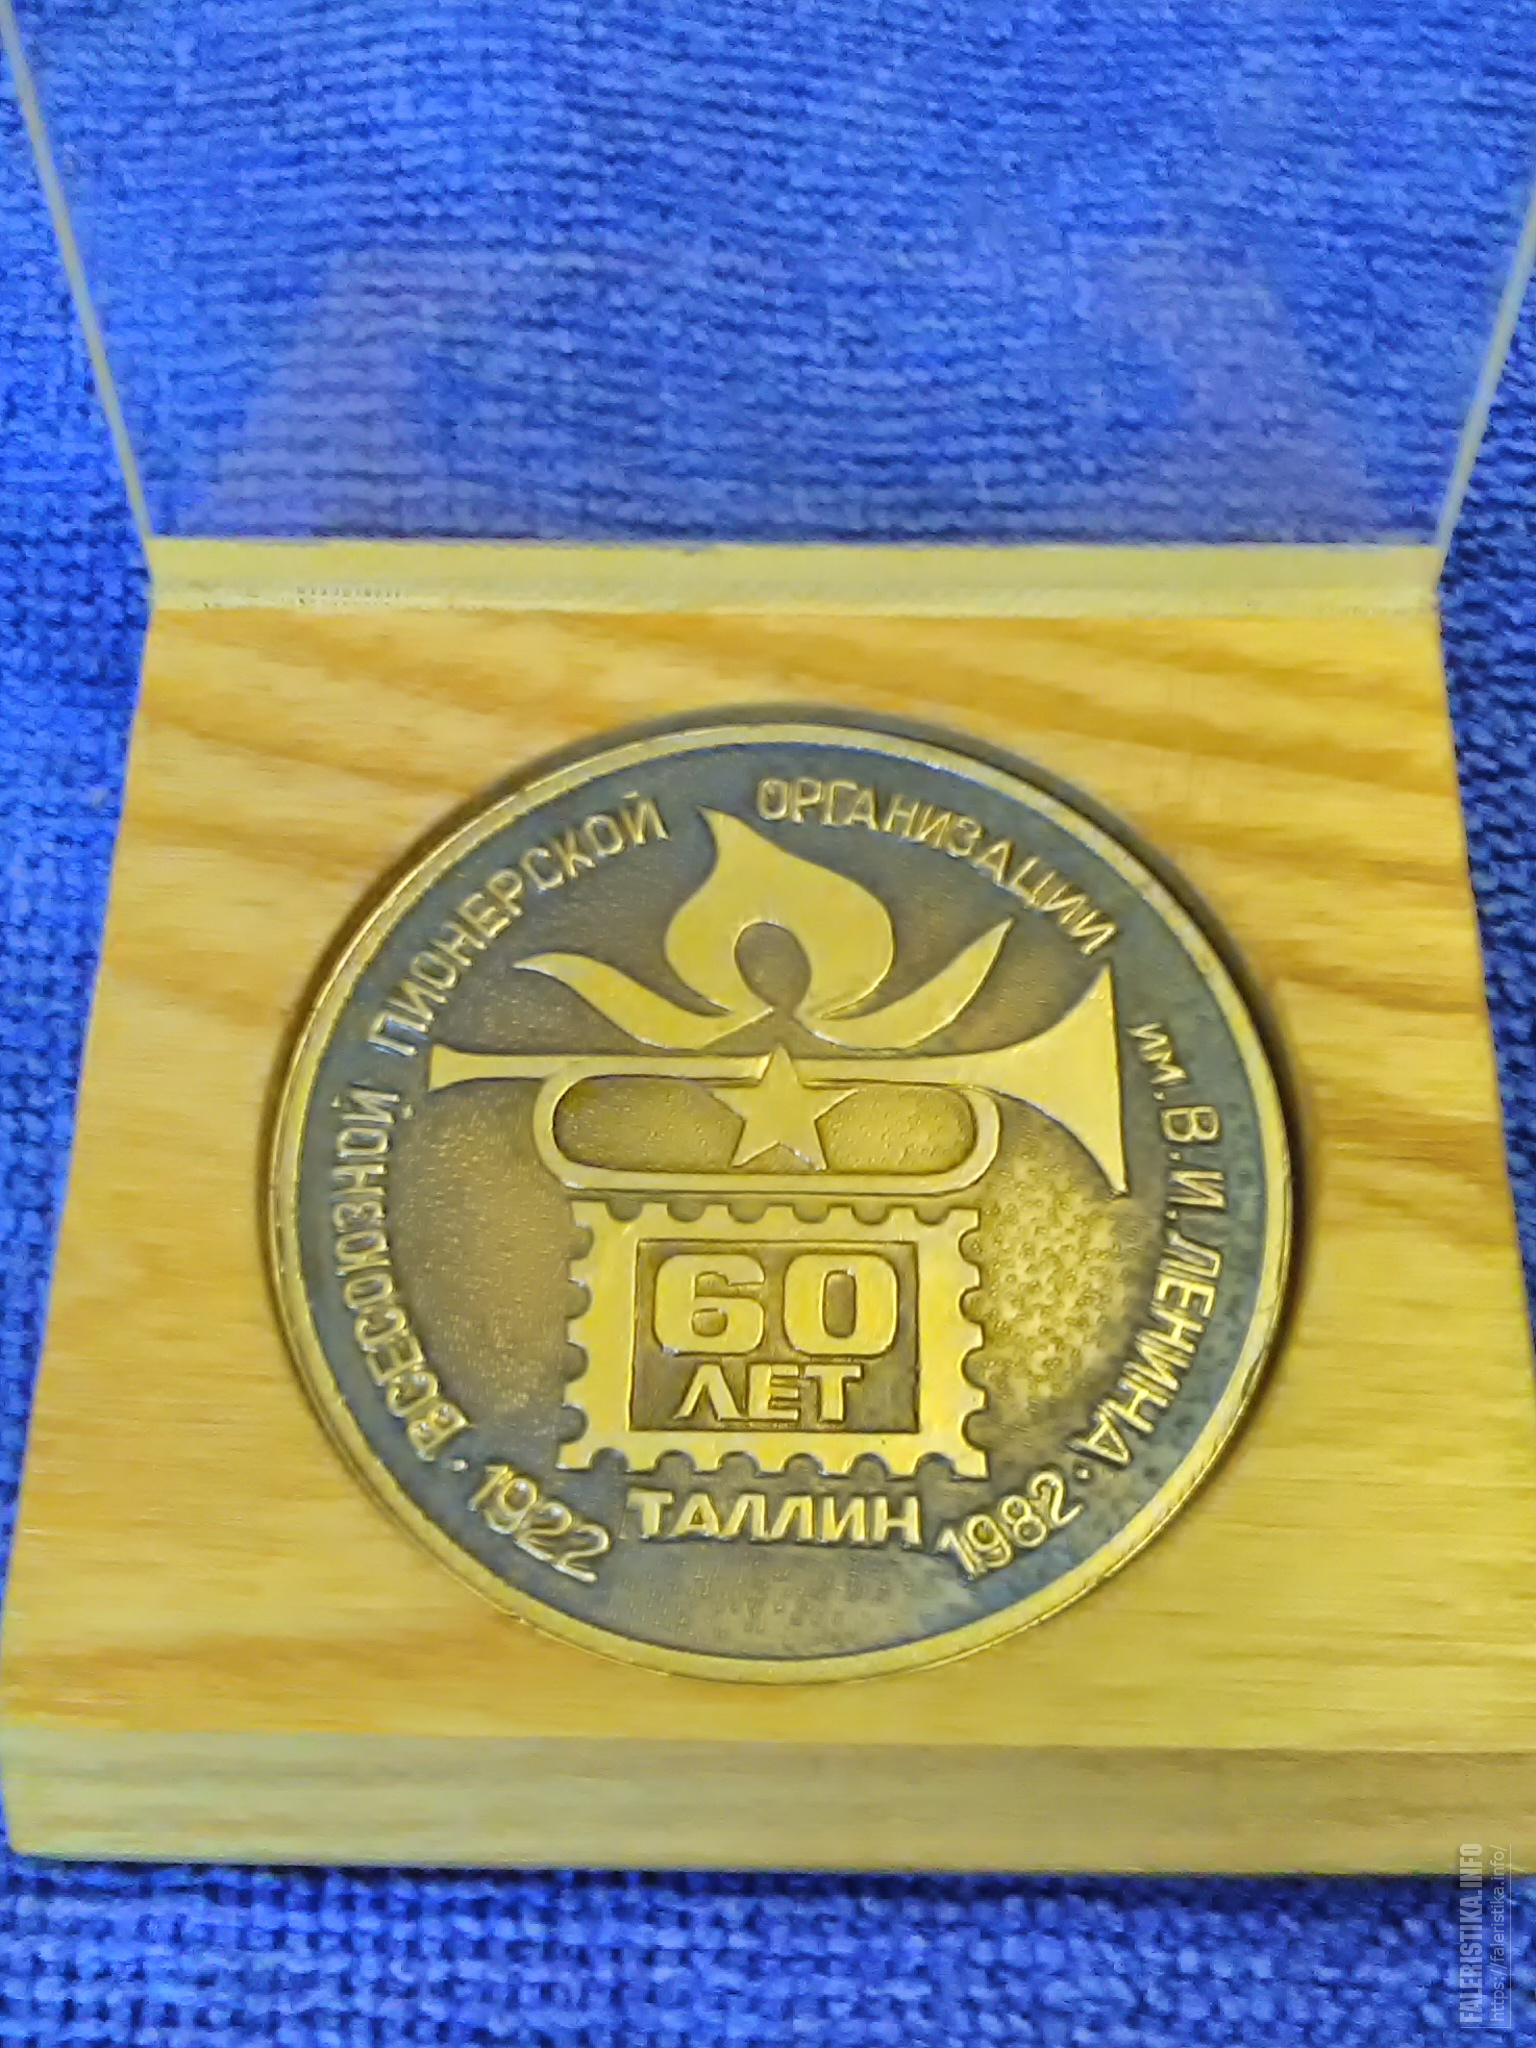 ВСЕСОЮЗНОЙ ПИОНЕРСКОЙ ОРГАНИЗАЦИИ им. В.И.ЛЕНИНА
60
ЛЕТ
ТАЛЛИН
· 1922
1982 ·
FALERISTIKA.INFO
https://faleristika.info/